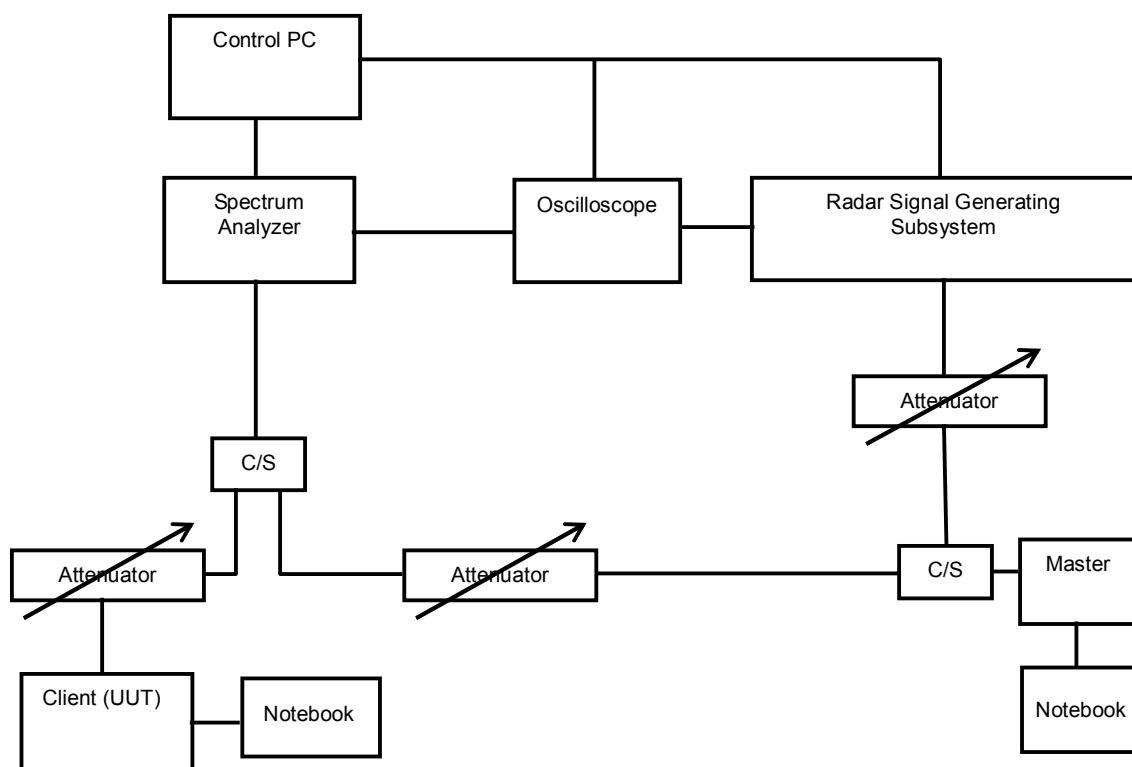 Control PC
Spectrum
Analyzer
Oscilloscope
Radar Signal Generating
Subsystem
Attenuator
C/S
Attenuator
Attenuator
C/S
Master
Client (UUT)
Notebook
Notebook